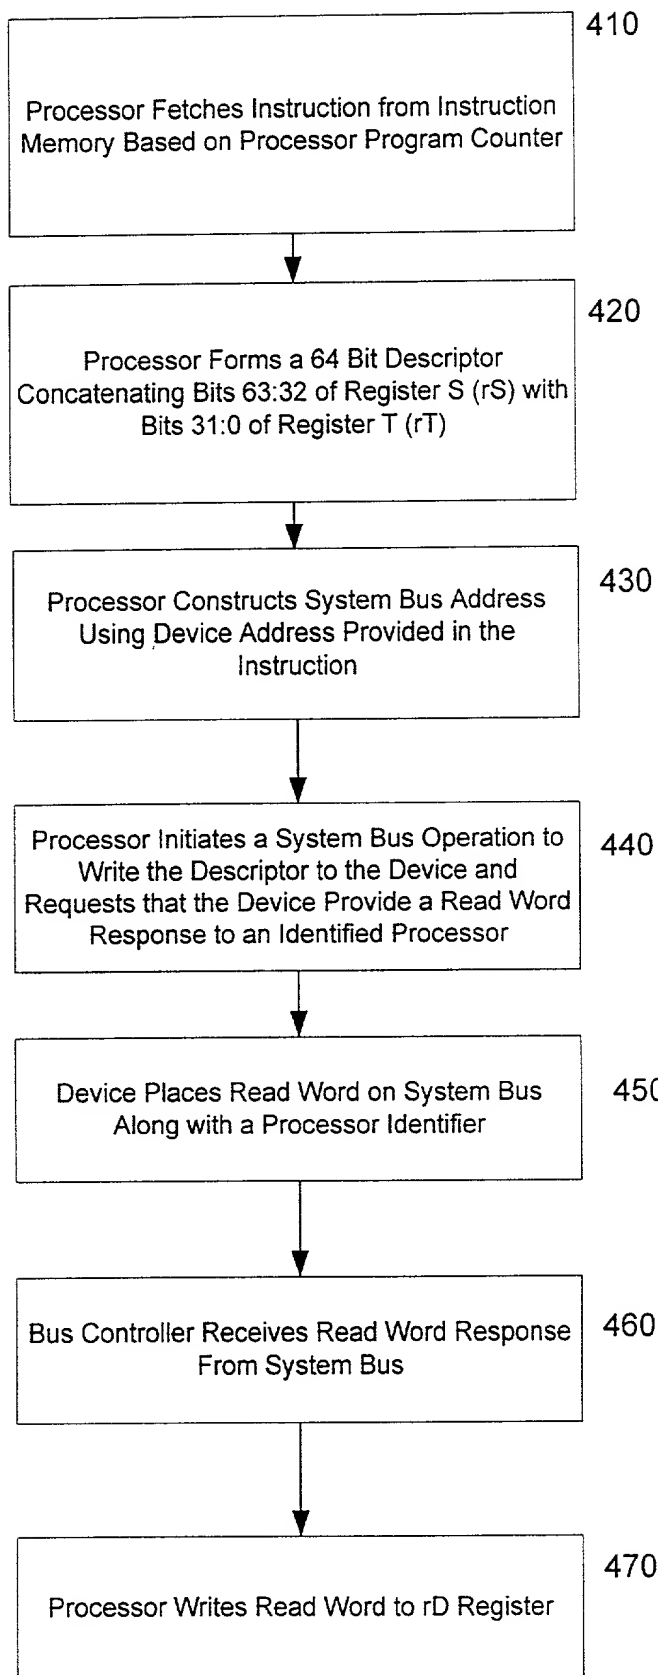 410
Processor Fetches Instruction from Instruction
Memory Based on Processor Program Counter
420
Processor Forms a 64 Bit Descriptor
Concatenating Bits 63:32 of Register S (rS) with
Bits 31:0 of Register T (rT)
430
Processor Constructs System Bus Address
Using Device Address Provided in the
Instruction
440
Processor Initiates a System Bus Operation to
Write the Descriptor to the Device and
Requests that the Device Provide a Read Word
Response to an Identified Processor
450
Device Places Read Word on System Bus
Along with a Processor Identifier
460
Bus Controller Receives Read Word Response
From System Bus
470
Processor Writes Read Word to rD Register